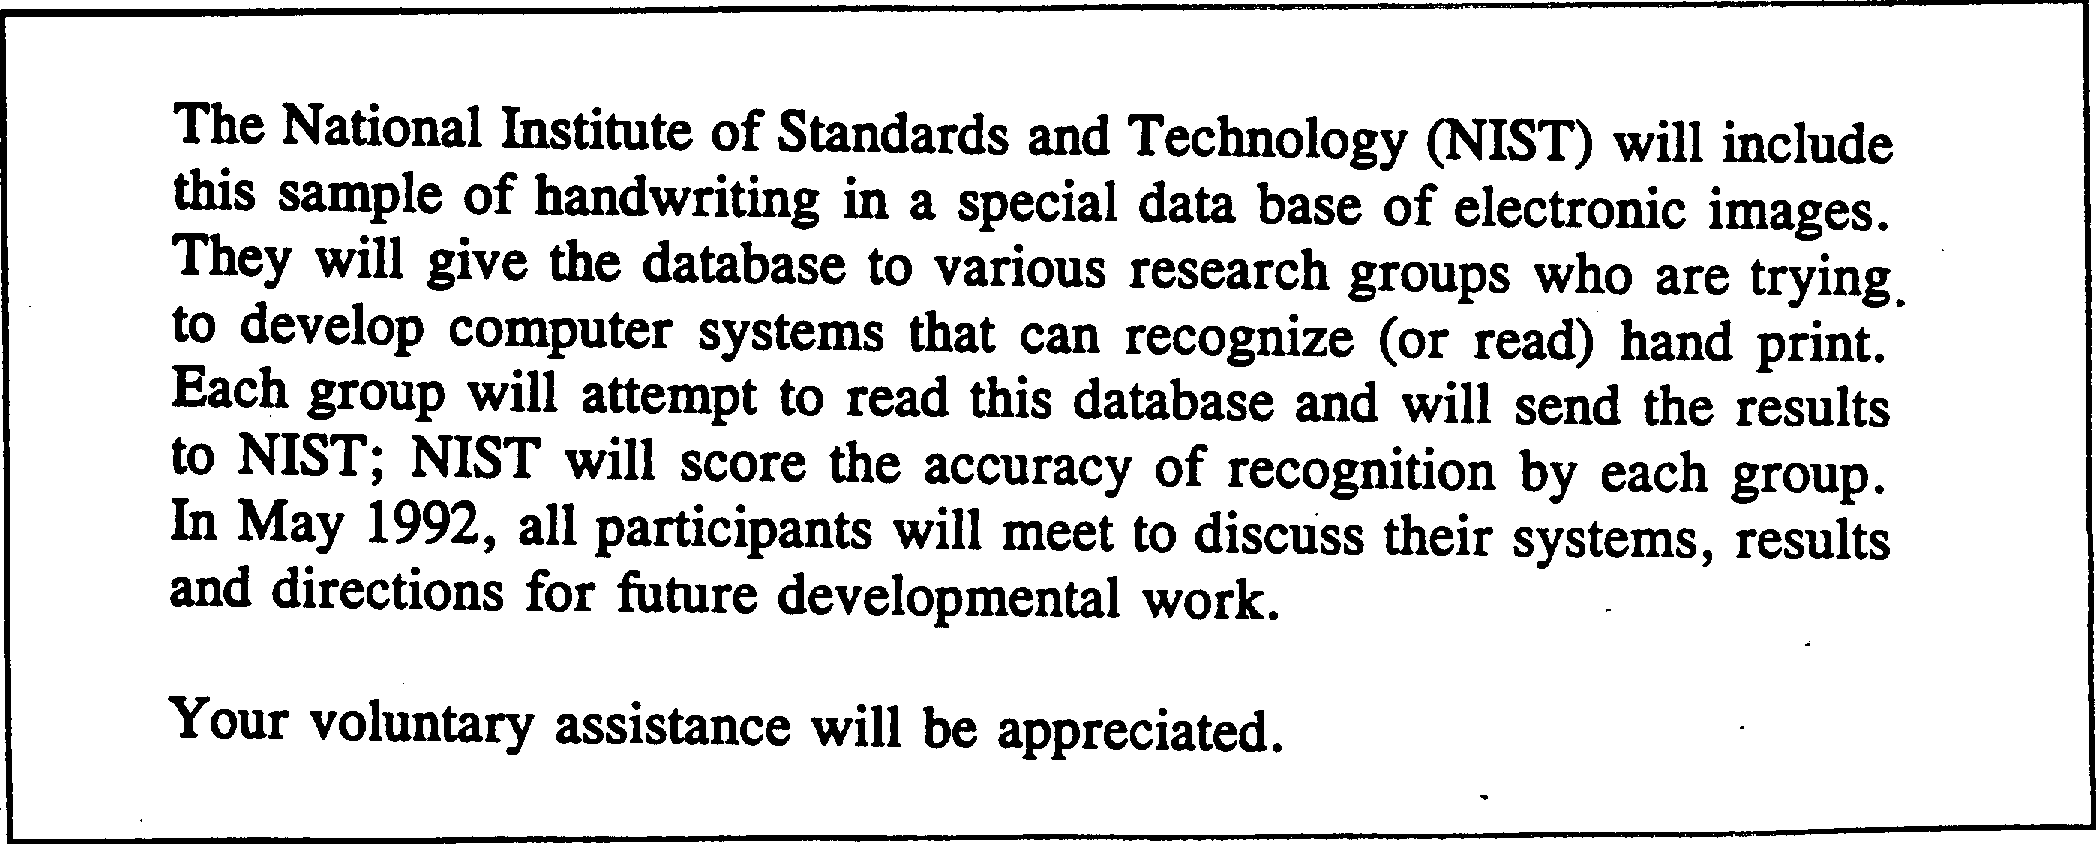 The National Institute of Standards and Technology (NIST) will include
this sample of handwriting in a special data base of electronic images.
They will give the database to various research groups who are trying
to develop computer systems that can recognize (or read) hand print.
Each group will attempt to read this database and will send the results
to NIST; NIST will score the accuracy of recognition by each group.
In May 1992, all participants will meet to discuss their systems, results
and directions for future developmental work.
Your voluntary assistance will be appreciated.